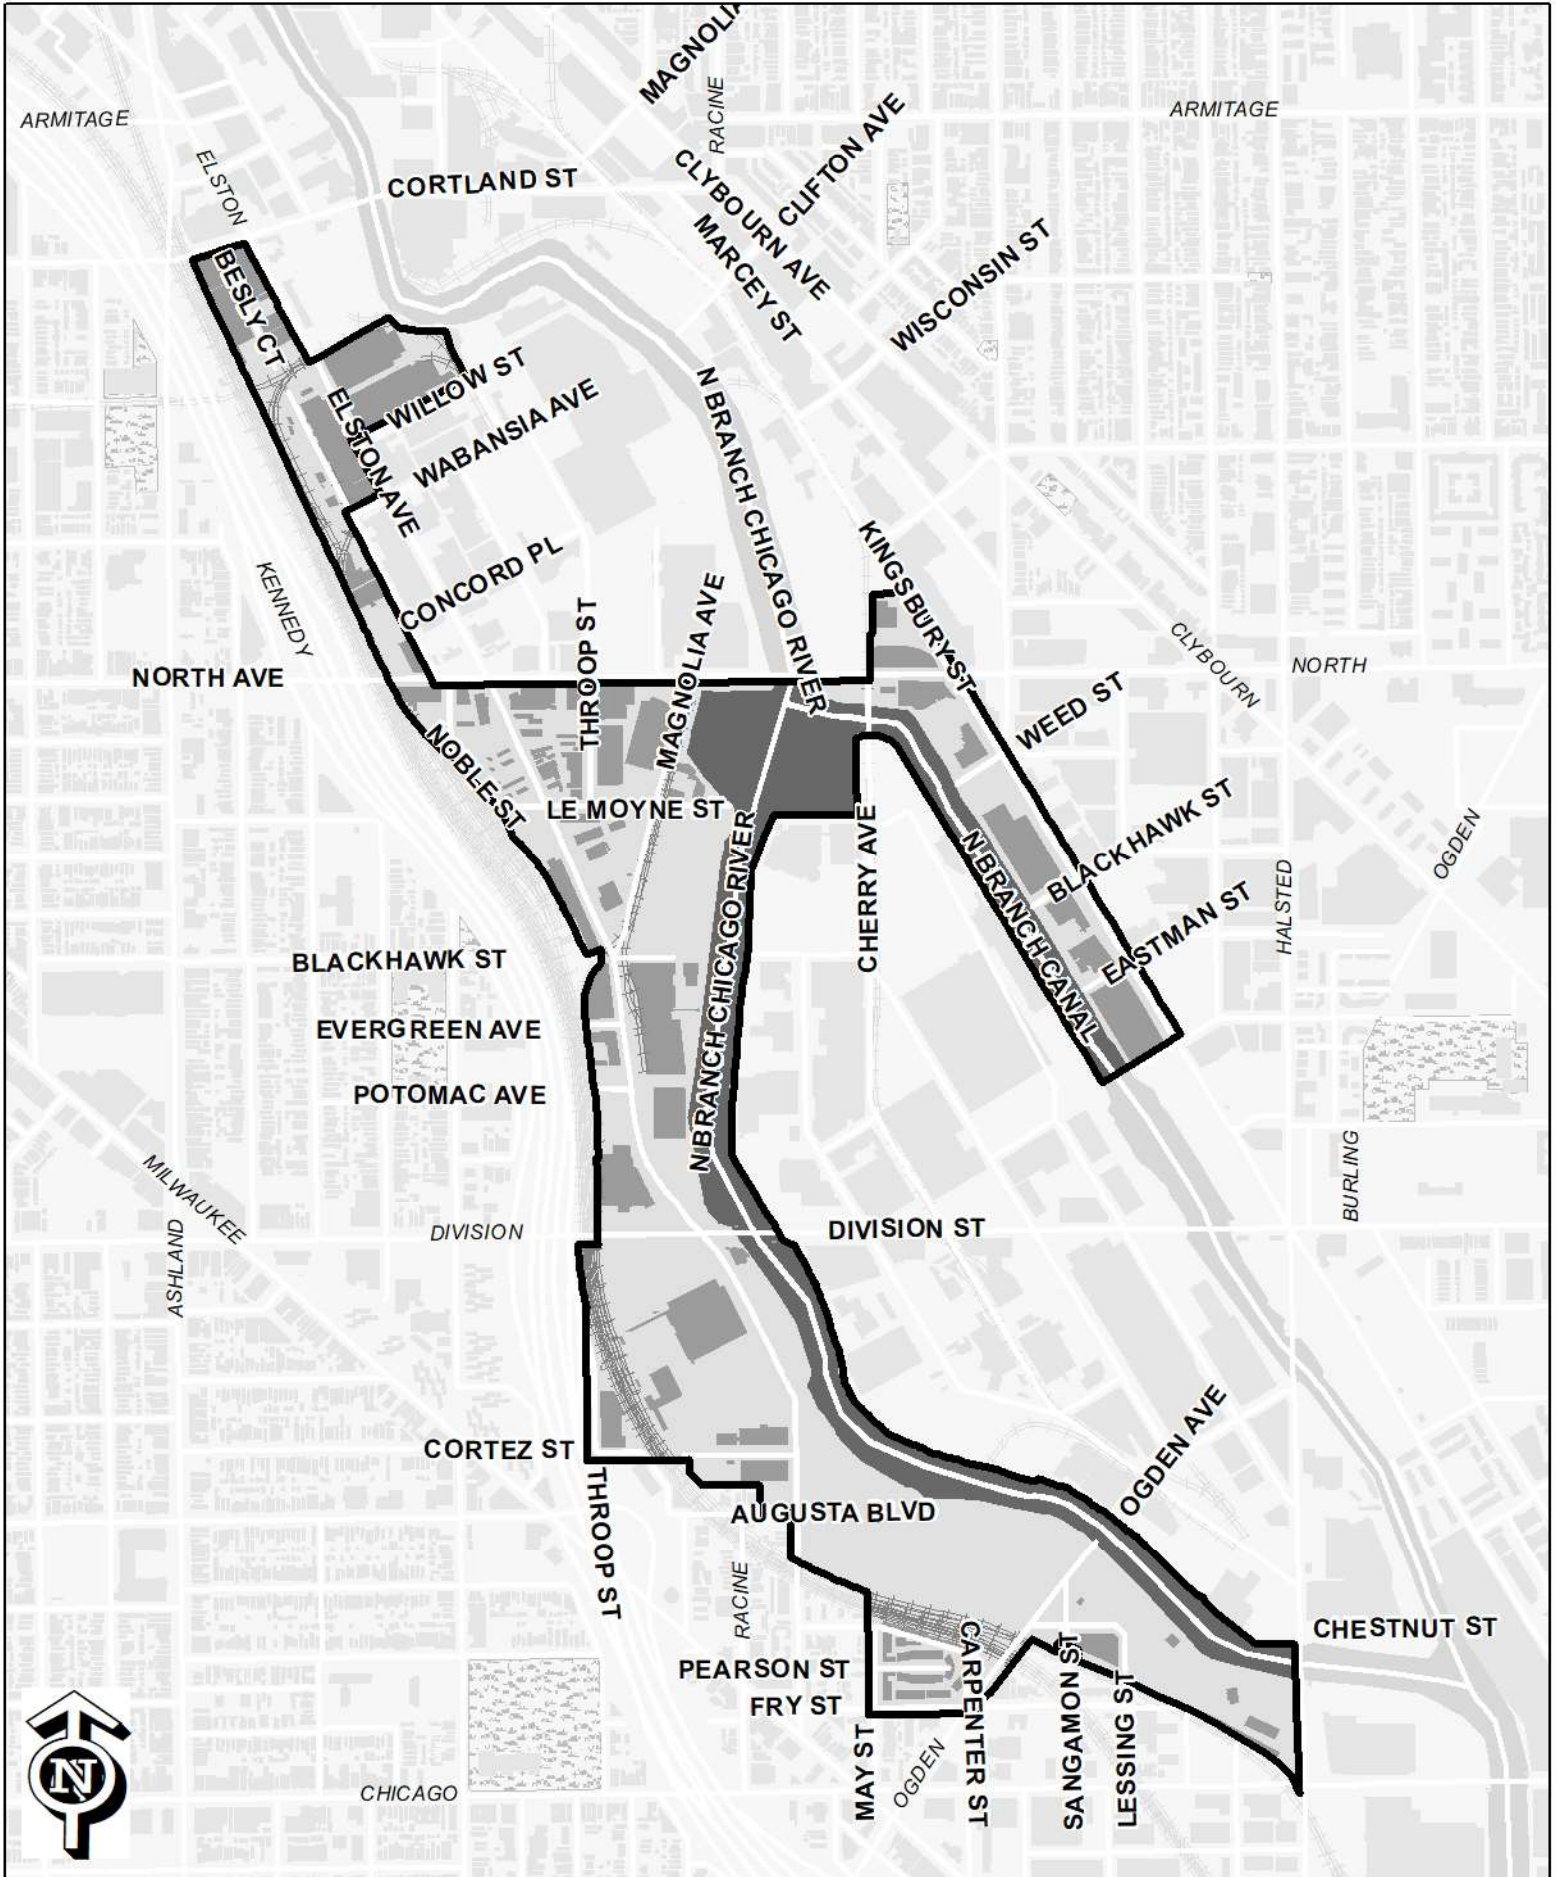 MAGNOLIA
RACINE
ARMITAGE
ARMITAGE
CLIFTON AVE
ELSTON
CORTLAND ST
CLYBOURN AVE
MARCEY ST
WISCONSIN ST
BESLY CT
WILLOW ST
ELSTON AVE
WABANSIA AVE
N BRANCH CHICAGO RIVER
CONCORD PL
KENNEDY
KINGSBURY ST
THROOP ST
MAGNOLIA AVE
CLYBOURN
NORTH AVE
NORTH
WEED ST
NOBLE ST
LE MOYNE ST
BLACKHAWK ST
OGDEN
CHERRY AVE
N BRANCH CHICAGO RIVER
N BRANCH CANAL
HALSTED
EASTMAN ST
BLACKHAWK ST
EVERGREEN AVE
POTOMAC AVE
MILWAUKEE
ASHLAND
DIVISION
DIVISION ST
BURLING
CORTEZ ST
OGDEN AVE
THROOP ST
AUGUSTA BLVD
RACINE
CHESTNUT ST
PEARSON ST
FRY ST
CARPENTER ST
SANGAMON ST
LESSING ST
MAY ST
OGDEN
CHICAGO
N